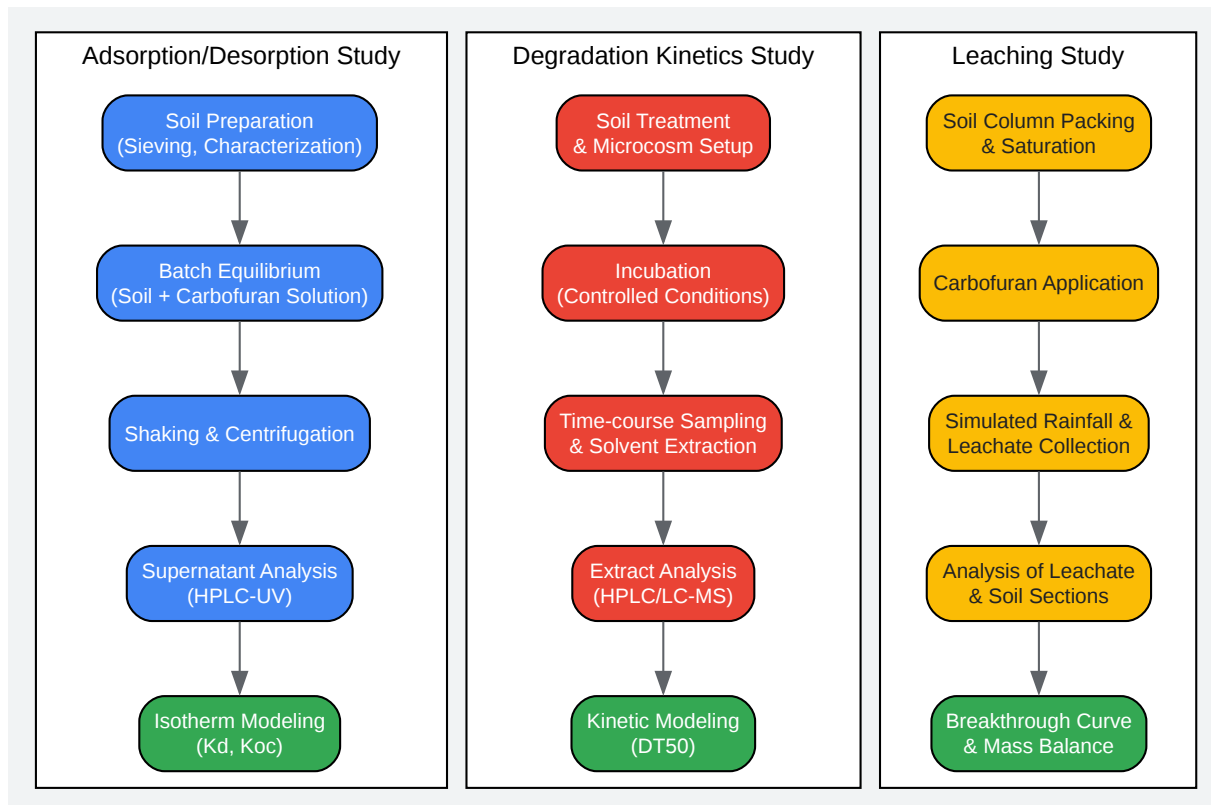 Adsorption/Desorption Study
Soil Preparation
(Sieving, Characterization)
Batch Equilibrium
(Soil + Carbofuran Solution)
Shaking & Centrifugation
Supernatant Analysis
(HPLC-UV)
Isotherm Modeling
(Kd, Koc)
Degradation Kinetics Study
Soil Treatment
& Microcosm Setup
Incubation
(Controlled Conditions)
Time-course Sampling
& Solvent Extraction
Extract Analysis
(HPLC/LC-MS)
Kinetic Modeling
(DT50)
Leaching Study
Soil Column Packing
& Saturation
Carbofuran Application
Simulated Rainfall &
Leachate Collection
Analysis of Leachate
& Soil Sections
Breakthrough Curve
& Mass Balance